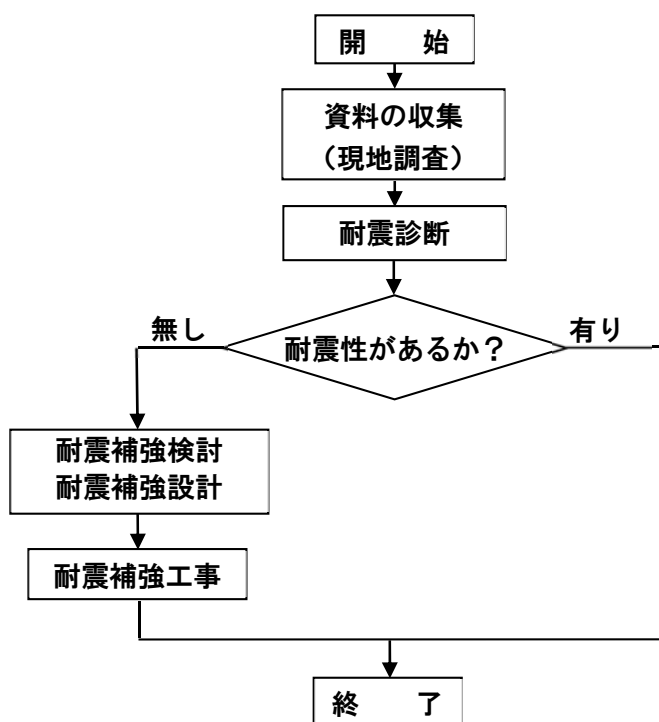 開　　始
資料の収集
（現地調査）
耐震診断
無し
耐震性があるか？
有り
耐震補強検討
耐震補強設計
耐震補強工事
終　　了